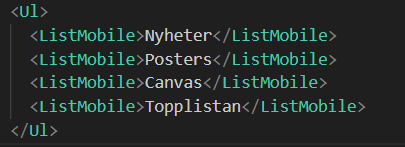 <Ul>
<ListMobile>Nyheter</ListMobile>
<ListMobile>Posters</ListMobile>
<ListMobile>Canvas</ListMobile>
<ListMobile>Topplistan</ListMobile>
</Ul>